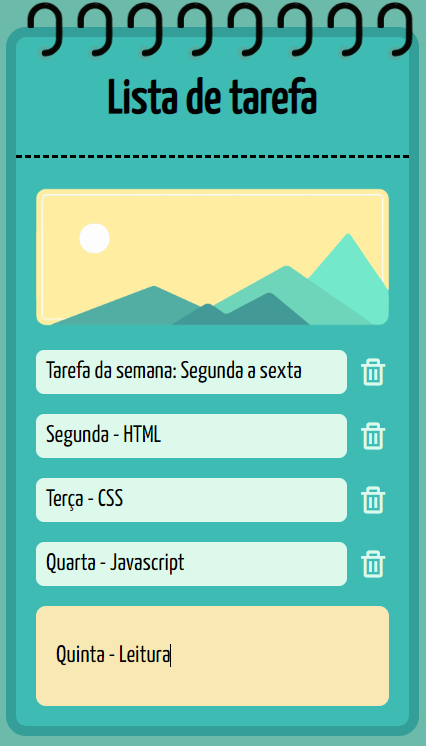 Lista de tarefa
Tarefa da semana: Segunda a sexta
Segunda - HTML
Terça - CSS
Quarta - Javascript
Quinta - Leitura